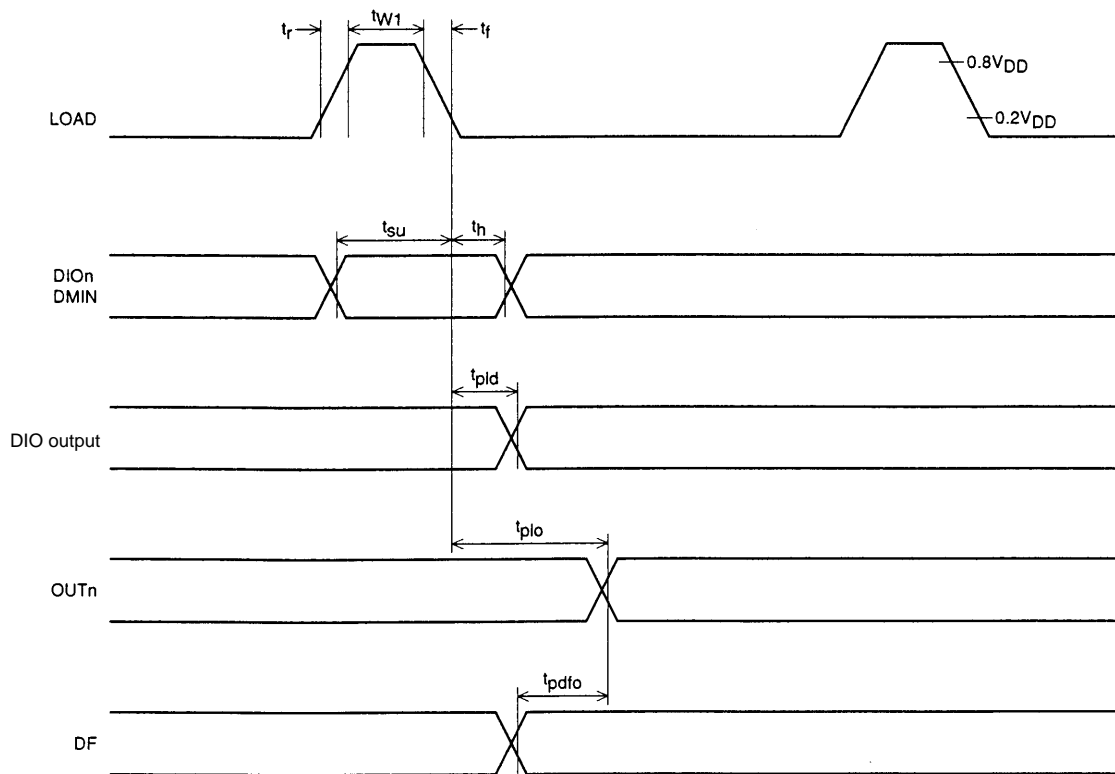 tW1
tr
tf
0.8VDD
LOAD
0.2VDD
tsu
th
DIOn
DMIN
tpld
DIO output
tplo
OUTn
tpdfo
DF